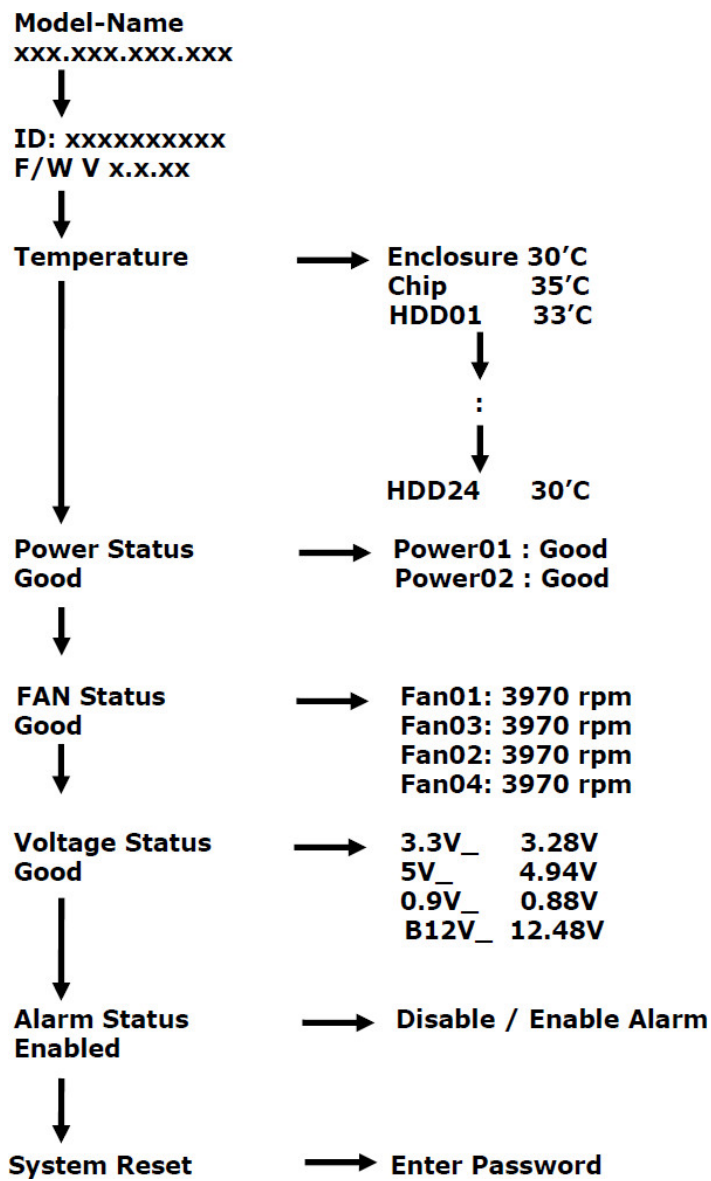 Model-Name
xxx.xxx.xxx.xxx
ID: xxxxxxxxxx
F/W V x.x.xx
Temperature
Enclosure 30’C
Chip 35’C
HDD01 33’C
:
HDD24 30’C
Power Status
Good
Power01 : Good
Power02 : Good
FAN Status
Good
Fan01: 3970 rpm
Fan03: 3970 rpm
Fan02: 3970 rpm
Fan04: 3970 rpm
Voltage Status
Good
3.3V_ 3.28V
5V_ 4.94V
0.9V_ 0.88V
B12V_ 12.48V
Alarm Status
Enabled
Disable / Enable Alarm
System Reset
Enter Password